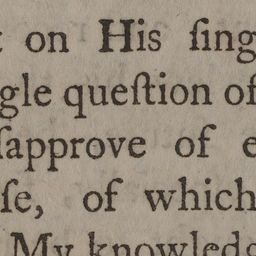 on His ſing
gle queſtion of
ſapprove of e
ſe, of which
My knowledg